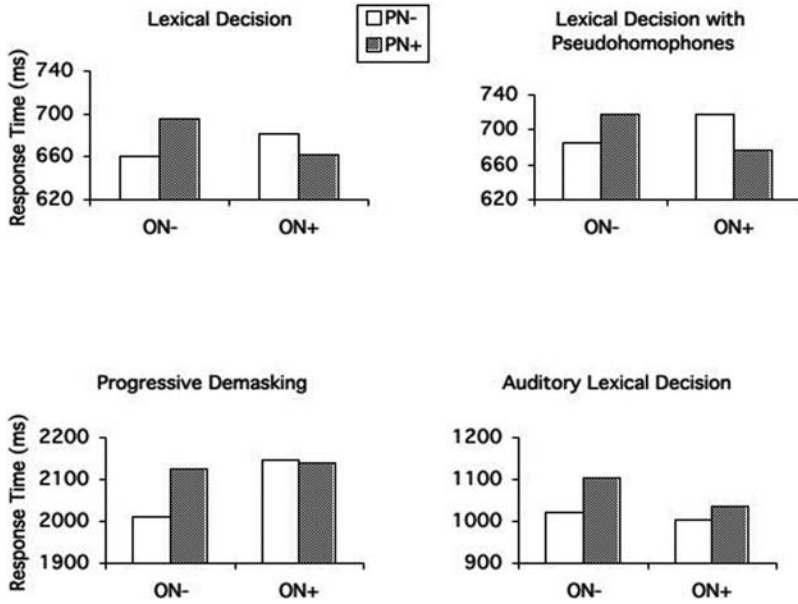 Lexical Decision
PN-
PN+
Lexical Decision with
Pseudohomophones
Response Time (ms)
740
700
660
620
ON-
ON+
740
700
660
620
ON-
ON+
Progressive Demasking
Response Time (ms)
2200
2100
2000
1900
ON-
ON+
Auditory Lexical Decision
1200
1100
1000
900
ON-
ON+